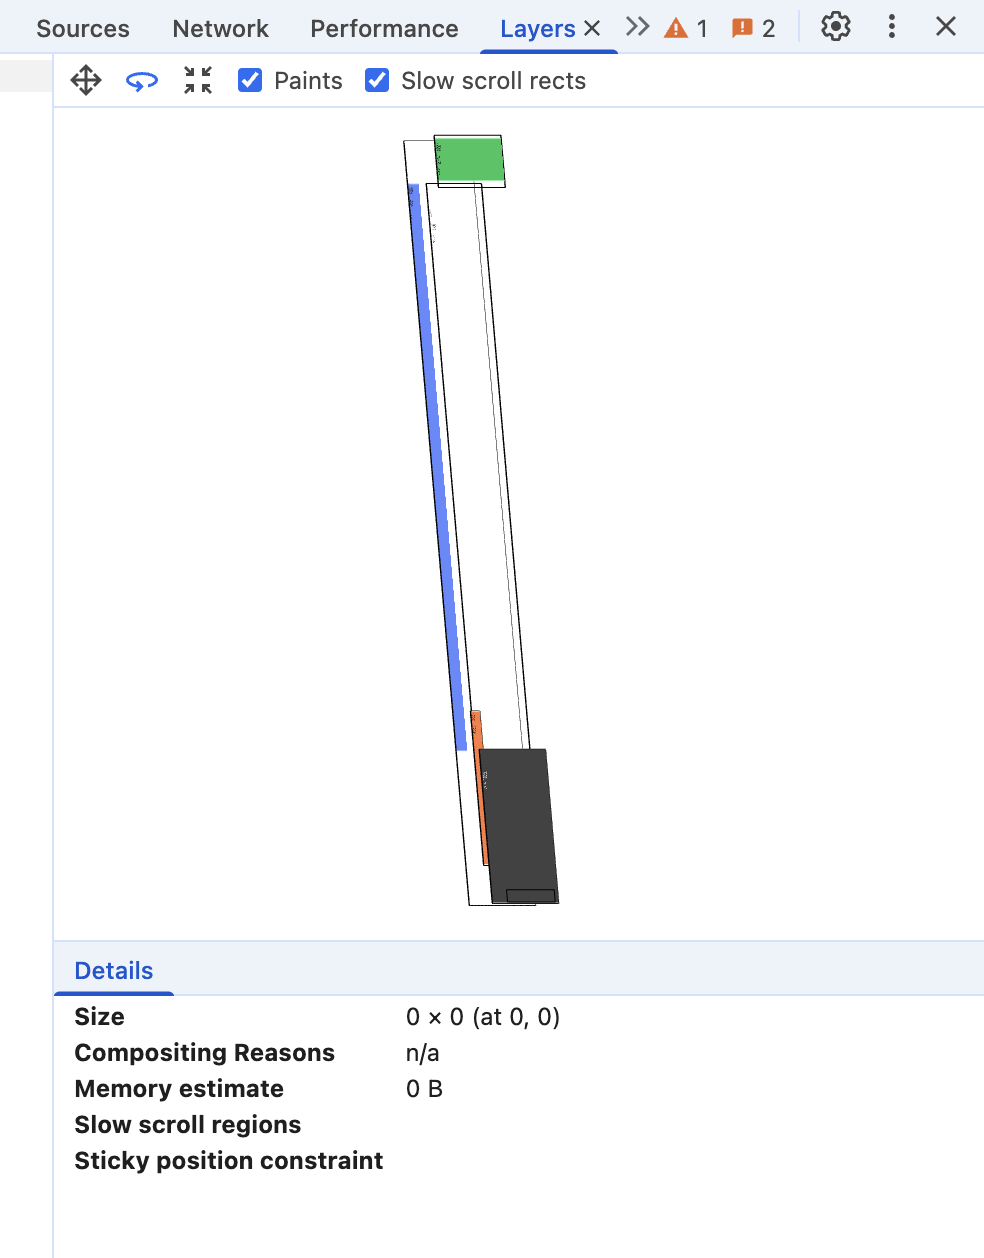 Sources Network Performance Layers 1 2
Paints Slow scroll rects
Details
Size 0 × 0 (at 0, 0)
Compositing Reasons n/a
Memory estimate 0 B
Slow scroll regions
Sticky position constraint